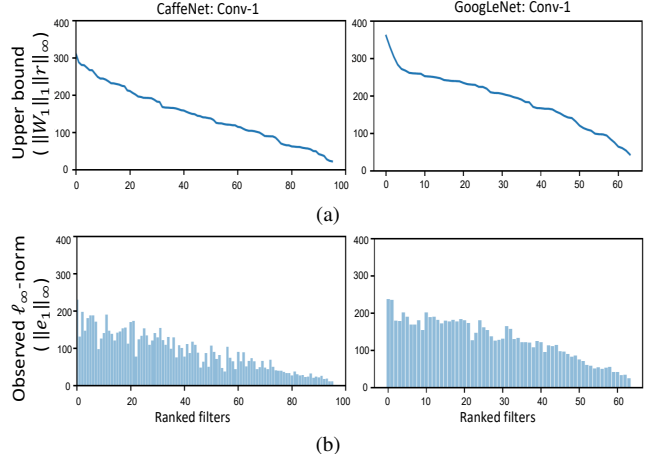 CaffeNet: Conv-1
GoogLeNet: Conv-1
Upper bound
( ||W₁||₁||r||∞)
400
300
200
100
0
0 20 40 60 80 100
400
300
200
100
0
0 10 20 30 40 50 60
(a)
Observed ℓ∞-norm
( ||e₁||∞)
400
300
200
100
0
0 20 40 60 80 100
Ranked filters
400
300
200
100
0
0 10 20 30 40 50 60
Ranked filters
(b)